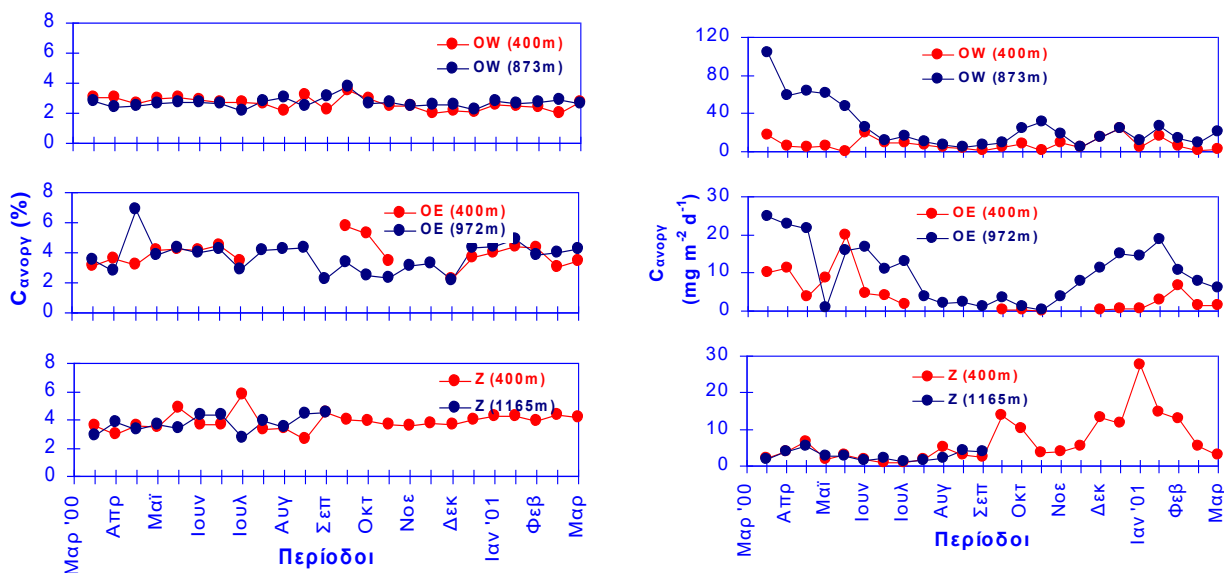 8
6
4
2
0
OW (400m)
OW (873m)
8
6
4
2
0
OE (400m)
OE (972m)
8
6
4
2
0
Z (400m)
Z (1165m)
Cανοργ (%)
Μαρ '00
Απρ
Μαϊ
Ιουν
Ιουλ
Αυγ
Σεπ
Οκτ
Νοε
Δεκ
Ιαν '01
Φεβ
Μαρ
Περίοδοι
120
80
40
0
OW (400m)
OW (873m)
30
20
10
0
OE (400m)
OE (972m)
30
20
10
0
Z (400m)
Z (1165m)
Cανοργ
(mg m-2 d-1)
Μαρ '00
Απρ
Μαϊ
Ιουν
Ιουλ
Αυγ
Σεπ
Οκτ
Νοε
Δεκ
Ιαν '01
Φεβ
Μαρ
Περίοδοι